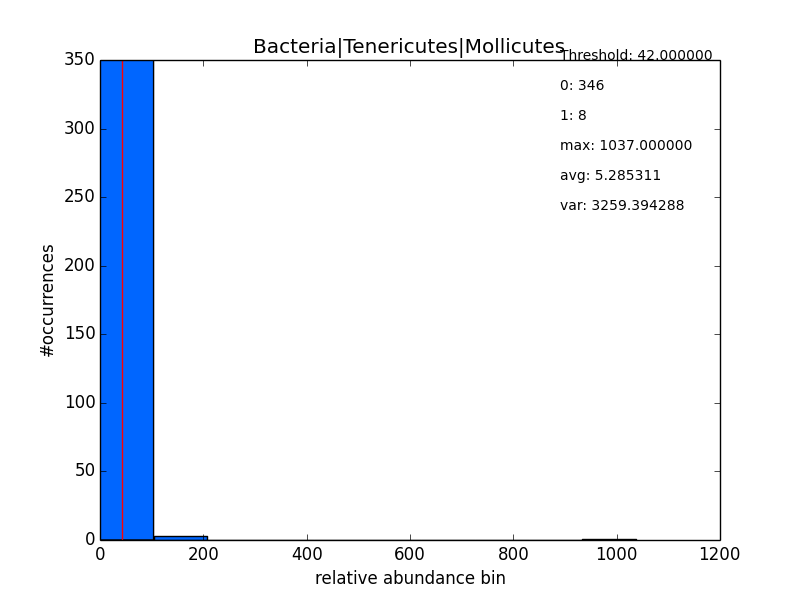 Bacteria|Tenericutes|Mollicutes
Threshold: 42.000000
0: 346
1: 8
max: 1037.000000
avg: 5.285311
var: 3259.394288
350
300
250
200
150
100
50
0
#occurrences
0 200 400 600 800 1000 1200
relative abundance bin